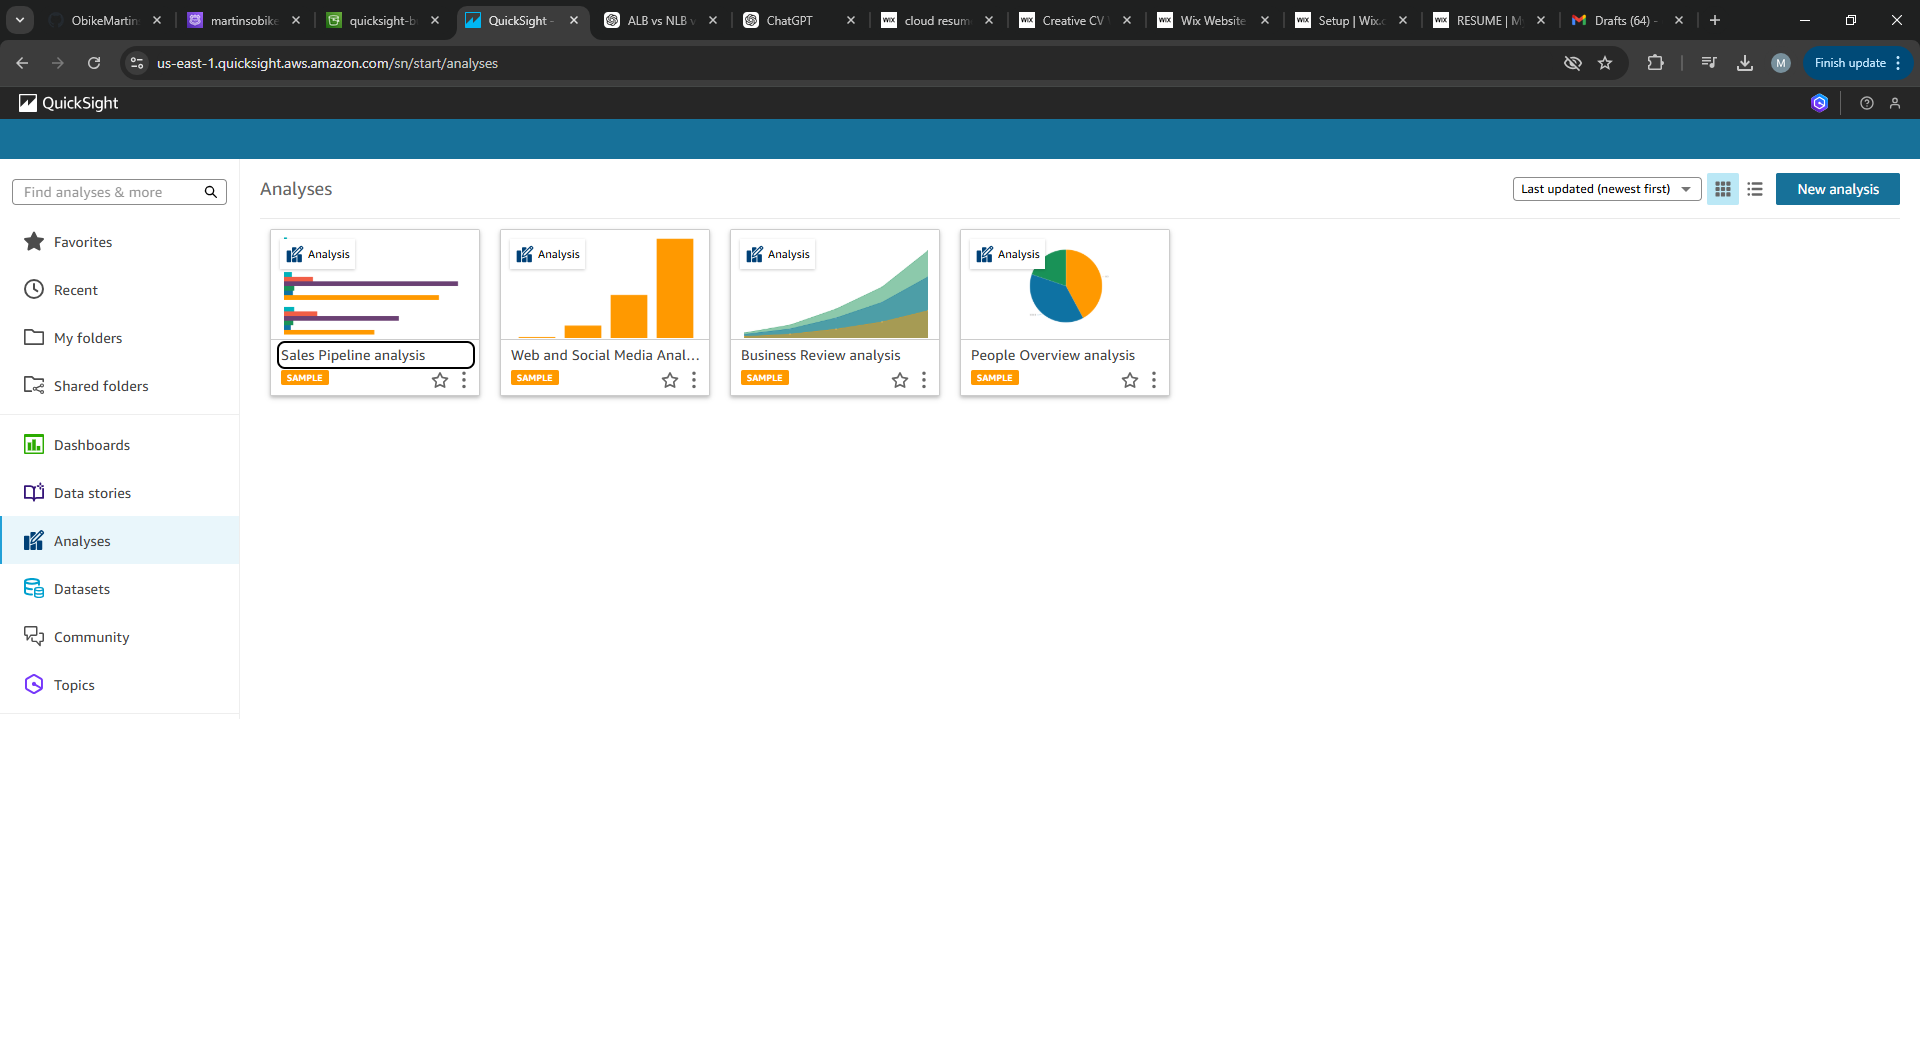 ObikeMartin
martinsobike
quicksight-b
QuickSight -
ALB vs NLB v
ChatGPT
cloud resum
Creative CV
Wix Website
Setup | Wix.c
RESUME | M
Drafts (64) -
us-east-1.quicksight.aws.amazon.com/sn/start/analyses
M
Finish update
QuickSight
Find analyses & more
Favorites
Recent
My folders
Shared folders
Dashboards
Data stories
Analyses
Datasets
Community
Topics
Analyses
Last updated (newest first)
New analysis
Analysis
Sales Pipeline analysis
SAMPLE
Analysis
Web and Social Media Anal...
SAMPLE
Analysis
Business Review analysis
SAMPLE
Analysis
People Overview analysis
SAMPLE